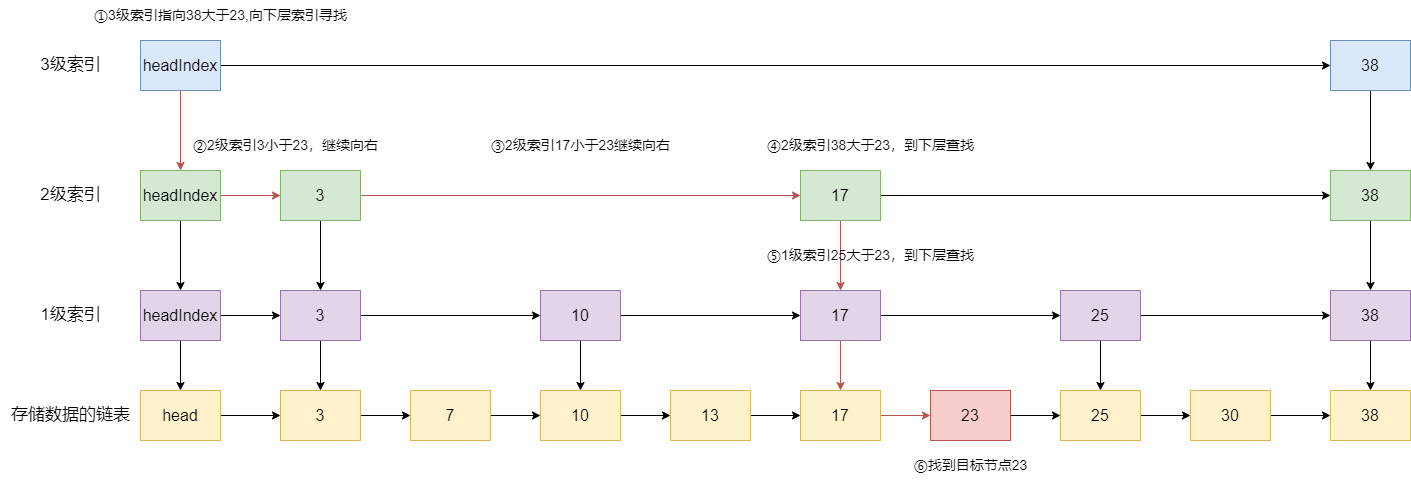 ①3级索引指向38大于23,向下层索引寻找
3级索引
headIndex
38
②2级索引3小于23，继续向右
③2级索引17小于23继续向右
④2级索引38大于23，到下层查找
2级索引
headIndex
3
17
38
⑤1级索引25大于23，到下层查找
1级索引
headIndex
3
10
17
25
38
存储数据的链表
head
3
7
10
13
17
23
25
30
38
⑥找到目标节点23